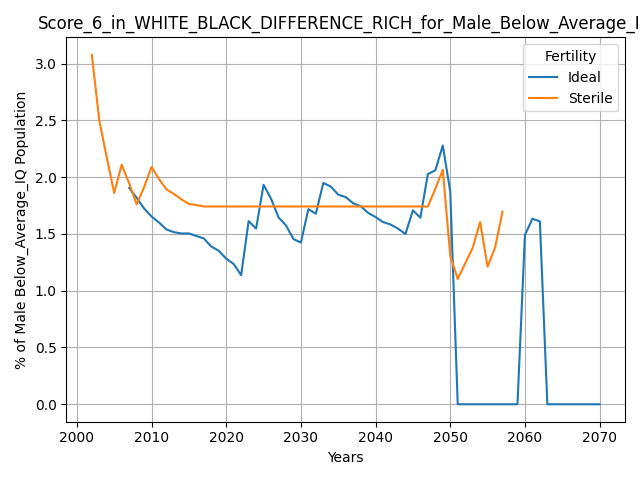 Score_6_in_WHITE_BLACK_DIFFERENCE_RICH_for_Male_Below_Average_I
Fertility
Ideal
Sterile
% of Male Below_Average_IQ Population
3.0
2.5
2.0
1.5
1.0
0.5
0.0
2000 2010 2020 2030 2040 2050 2060 2070
Years